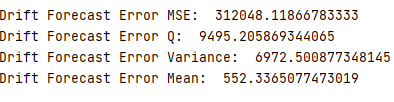 Drift Forecast Error MSE:  312048.11866783333
Drift Forecast Error Q:  9495.205869344065
Drift Forecast Error Variance:  6972.500877348145
Drift Forecast Error Mean:  552.3365077473019